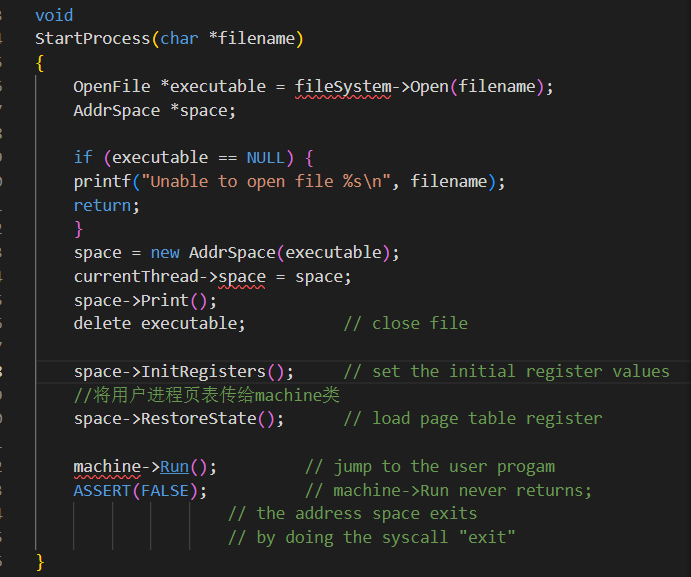 void
StartProcess(char *filename)
{
OpenFile *executable = fileSystem->Open(filename);
AddrSpace *space;
if (executable == NULL) {
printf("Unable to open file %s\n", filename);
return;
}
space = new AddrSpace(executable);
currentThread->space = space;
space->Print();
delete executable; // close file
space->InitRegisters(); // set the initial register values
//将用户进程页表传给machine类
space->RestoreState(); // load page table register
machine->Run(); // jump to the user progam
ASSERT(FALSE); // machine->Run never returns;
// the address space exits
// by doing the syscall "exit"
}